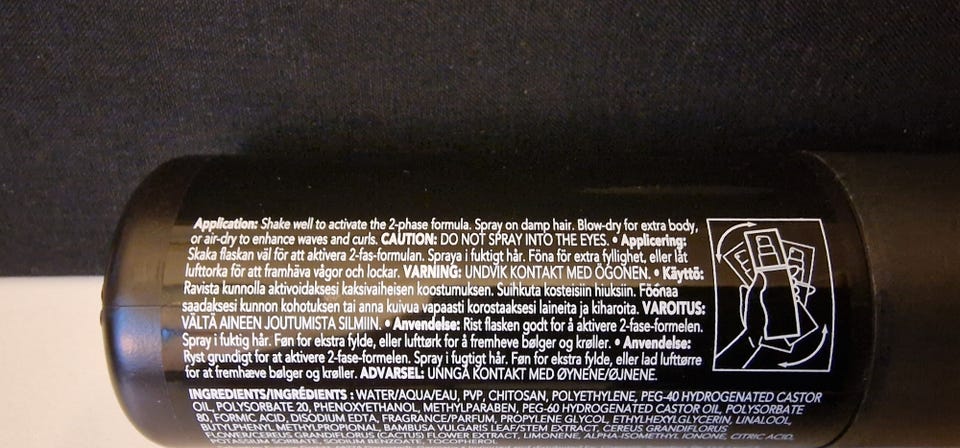 Application: Shake well to activate the 2-phase formula. Spray on damp hair. Blow-dry for extra body,
or air-dry to enhance waves and curls. CAUTION: DO NOT SPRAY INTO THE EYES. • Applicering:
Skaka flaskan väl för att aktivera 2-fas-formulan. Spraya i fuktigt hår. Föna för extra fyllighet, eller låt
lufttorka för att framhäva vågor och lockar. VARNING: UNDVIK KONTAKT MED ÖGONEN. • Käyttö:
Ravista kunnolla aktivoidaksesi kaksivaiheisen koostumuksen. Suihkuta kosteisiin hiuksiin. Föönaa
saadaksesi kunnon kohotuksen tai anna kuivua vapaasti korostaaksesi laineita ja kiharoita. VAROITUS:
VÄLTÄ AINEEN JOUTUMISTA SILMIIN. • Anvendelse: Rist flasken godt for å aktivere 2-fase-formelen.
Spray i fuktig hår. Føn for ekstra fylde, eller lufttørk for å fremheve bølger og krøller. • Anvendelse:
Ryst grundigt for at aktivere 2-fase-formelen. Spray i fugtigt hår. Føn for ekstra fylde, eller lad lufttørre
for at fremhæve bølger og krøller. ADVARSEL: UNNGÅ KONTAKT MED ØYNENE/ØJNENE.
INGREDIENTS/INGRÉDIENTS : WATER/AQUA/EAU, PVP, CHITOSAN, POLYETHYLENE, PEG-40 HYDROGENATED CASTOR
OIL, POLYSORBATE 20, PHENOXYETHANOL, METHYLPARABEN, PEG-60 HYDROGENATED CASTOR OIL, POLYSORBATE
80, FORMIC ACID, DISODIUM EDTA, FRAGRANCE/PARFUM, PROPYLENE GLYCOL, ETHYLHEXYLGLYCERIN, LINALOOL,
BUTYLPHENYL METHYLPROPIONAL, BAMBUSA VULGARIS LEAF/STEM EXTRACT, CEREUS GRANDIFLORUS
FLOWER/CEREUS GRANDIFLORUS (CACTUS) FLOWER EXTRACT, LIMONENE, ALPHA-ISOMETHYL IONONE, CITRIC ACID,
POTASSIUM SORBATE, SODIUM BENZOATE, TOCOPHEROL